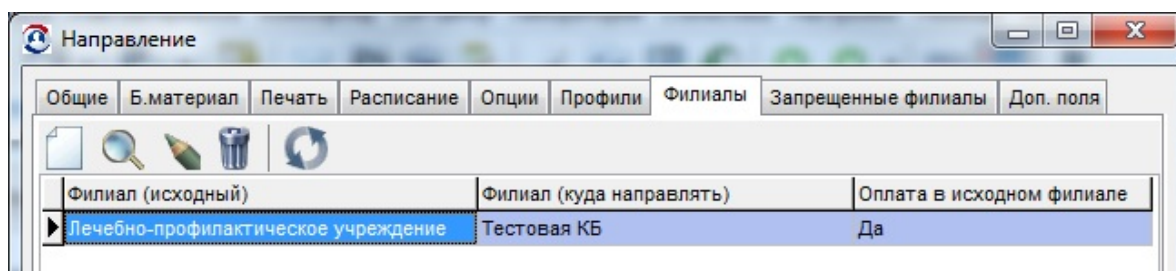 Направление
Общие Б.материал Печать Расписание Опции Профили Филиалы Запрещенные филиалы Доп. поля
Филиал (исходный) Филиал (куда направлять) Оплата в исходном филиале
Лечебно-профилактическое учреждение Тестовая КБ Да